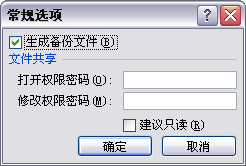 常规选项
生成备份文件(B)
文件共享
打开权限密码(O):
修改权限密码(M):
建议只读(R)
确定 取消